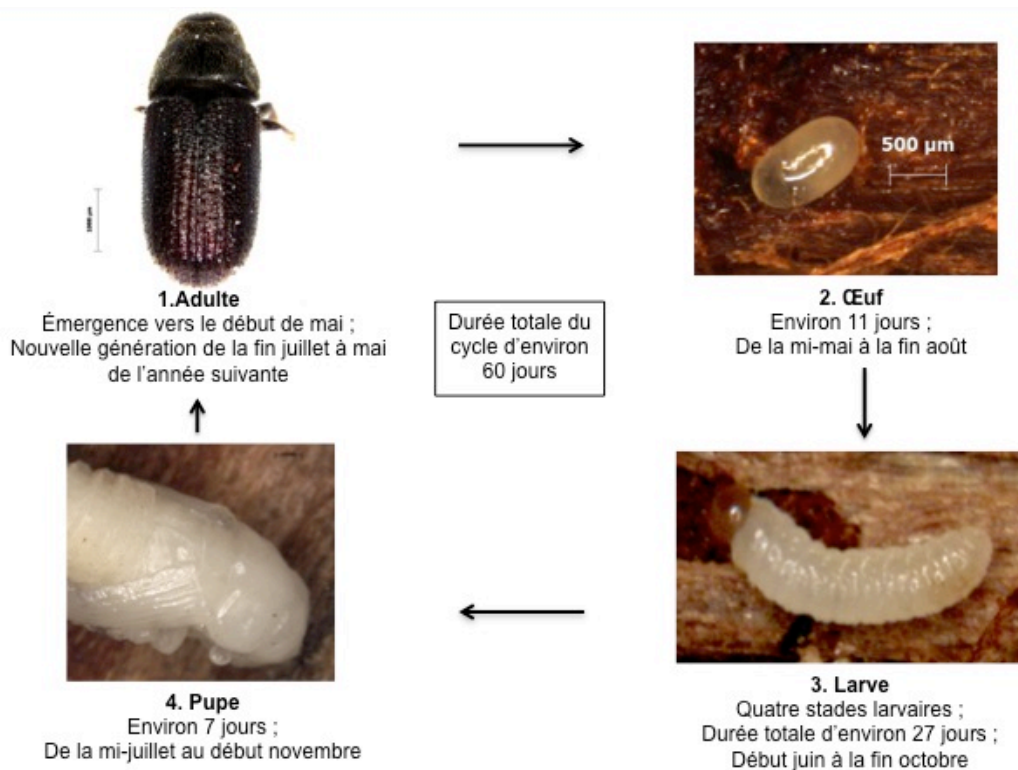 1.Adulte
Émergence vers le début de mai ;
Nouvelle génération de la fin juillet à mai
de l'année suivante
500 µm
2. Œuf
Environ 11 jours ;
De la mi-mai à la fin août
Durée totale du
cycle d'environ
60 jours
3. Larve
Quatre stades larvaires ;
Durée totale d'environ 27 jours ;
Début juin à la fin octobre
4. Pupe
Environ 7 jours ;
De la mi-juillet au début novembre